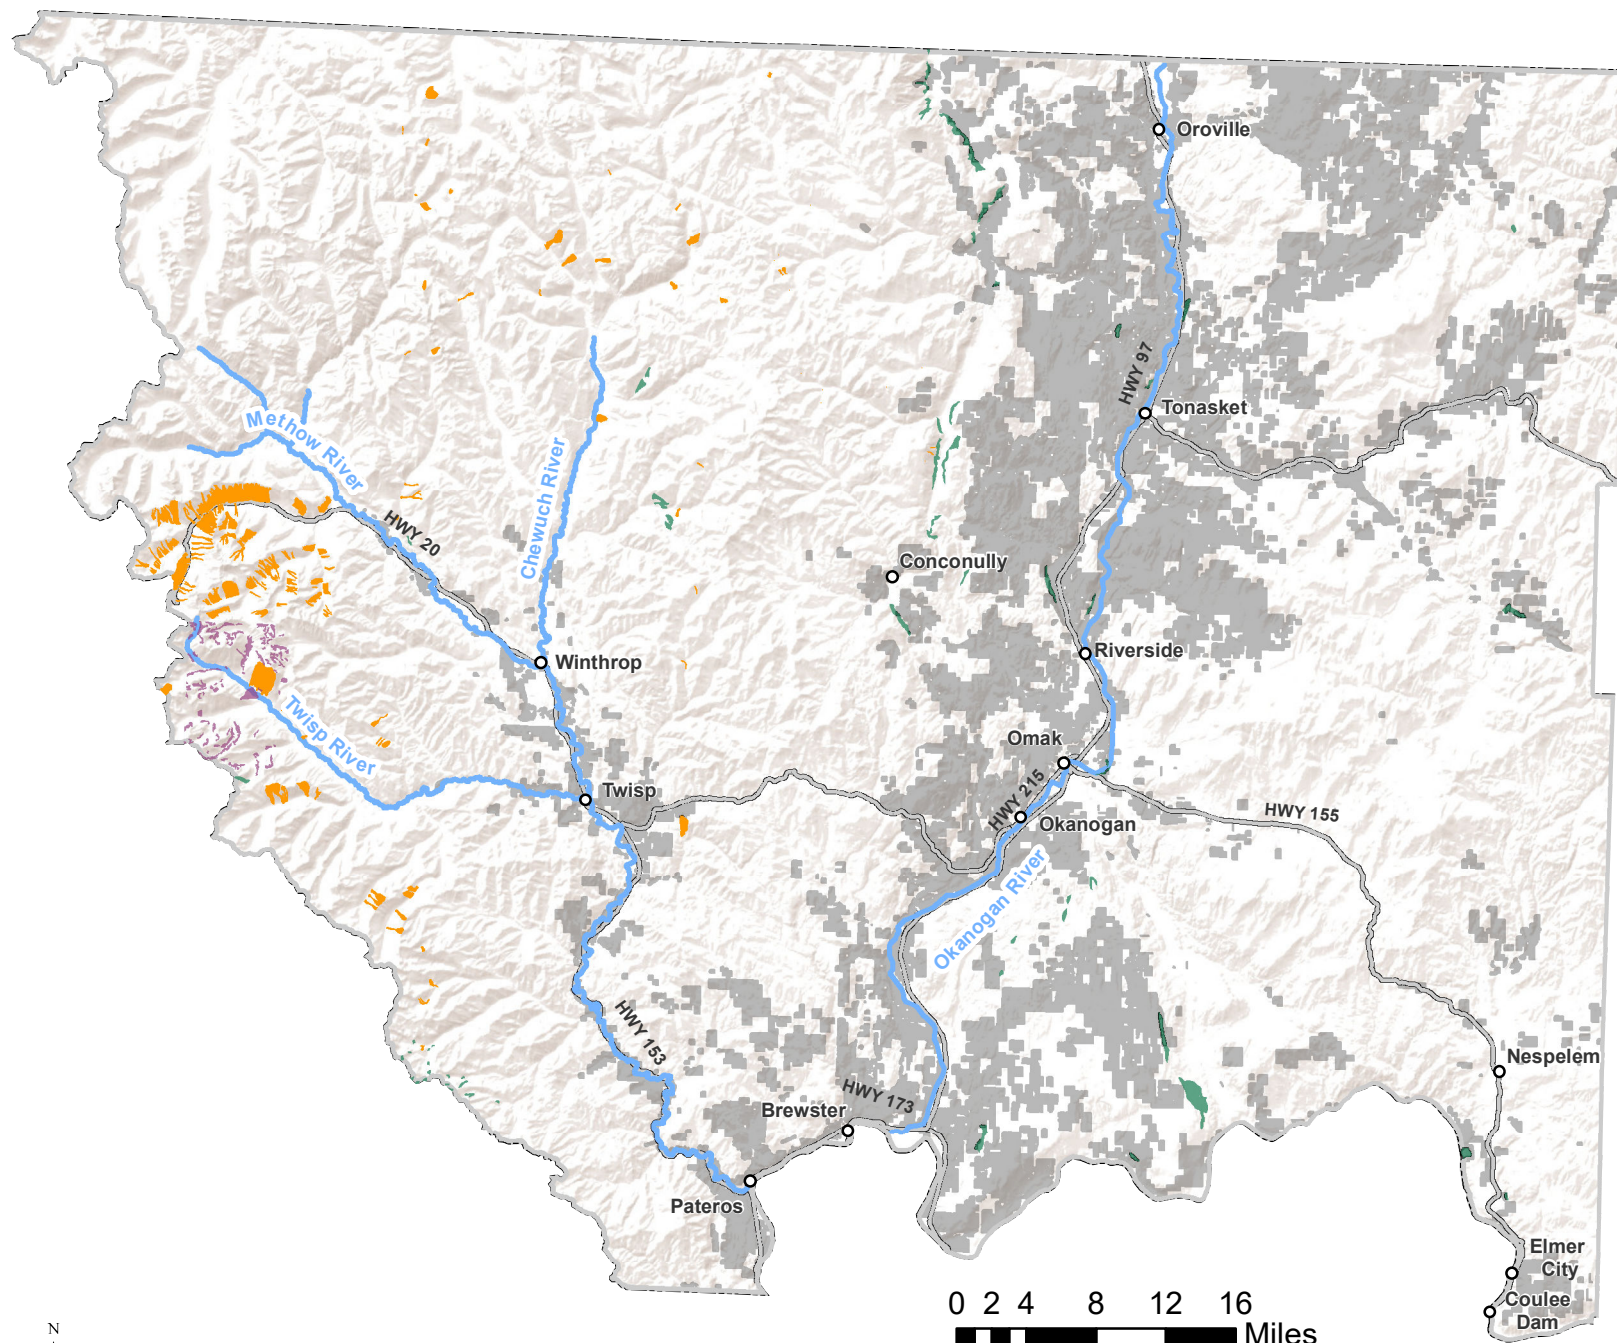 Oroville
HWY 97
Tonasket
Methow River
Chewuch River
HWY 20
Conconully
Winthrop
Riverside
Twisp River
Omak
Twisp
HWY 215
Okanogan
HWY 155
Okanogan River
HWY 153
Nespelem
HWY 173
Brewster
Pateros
Elmer
City
Coulee
Dam
0 2 4 8 12 16
Miles
N